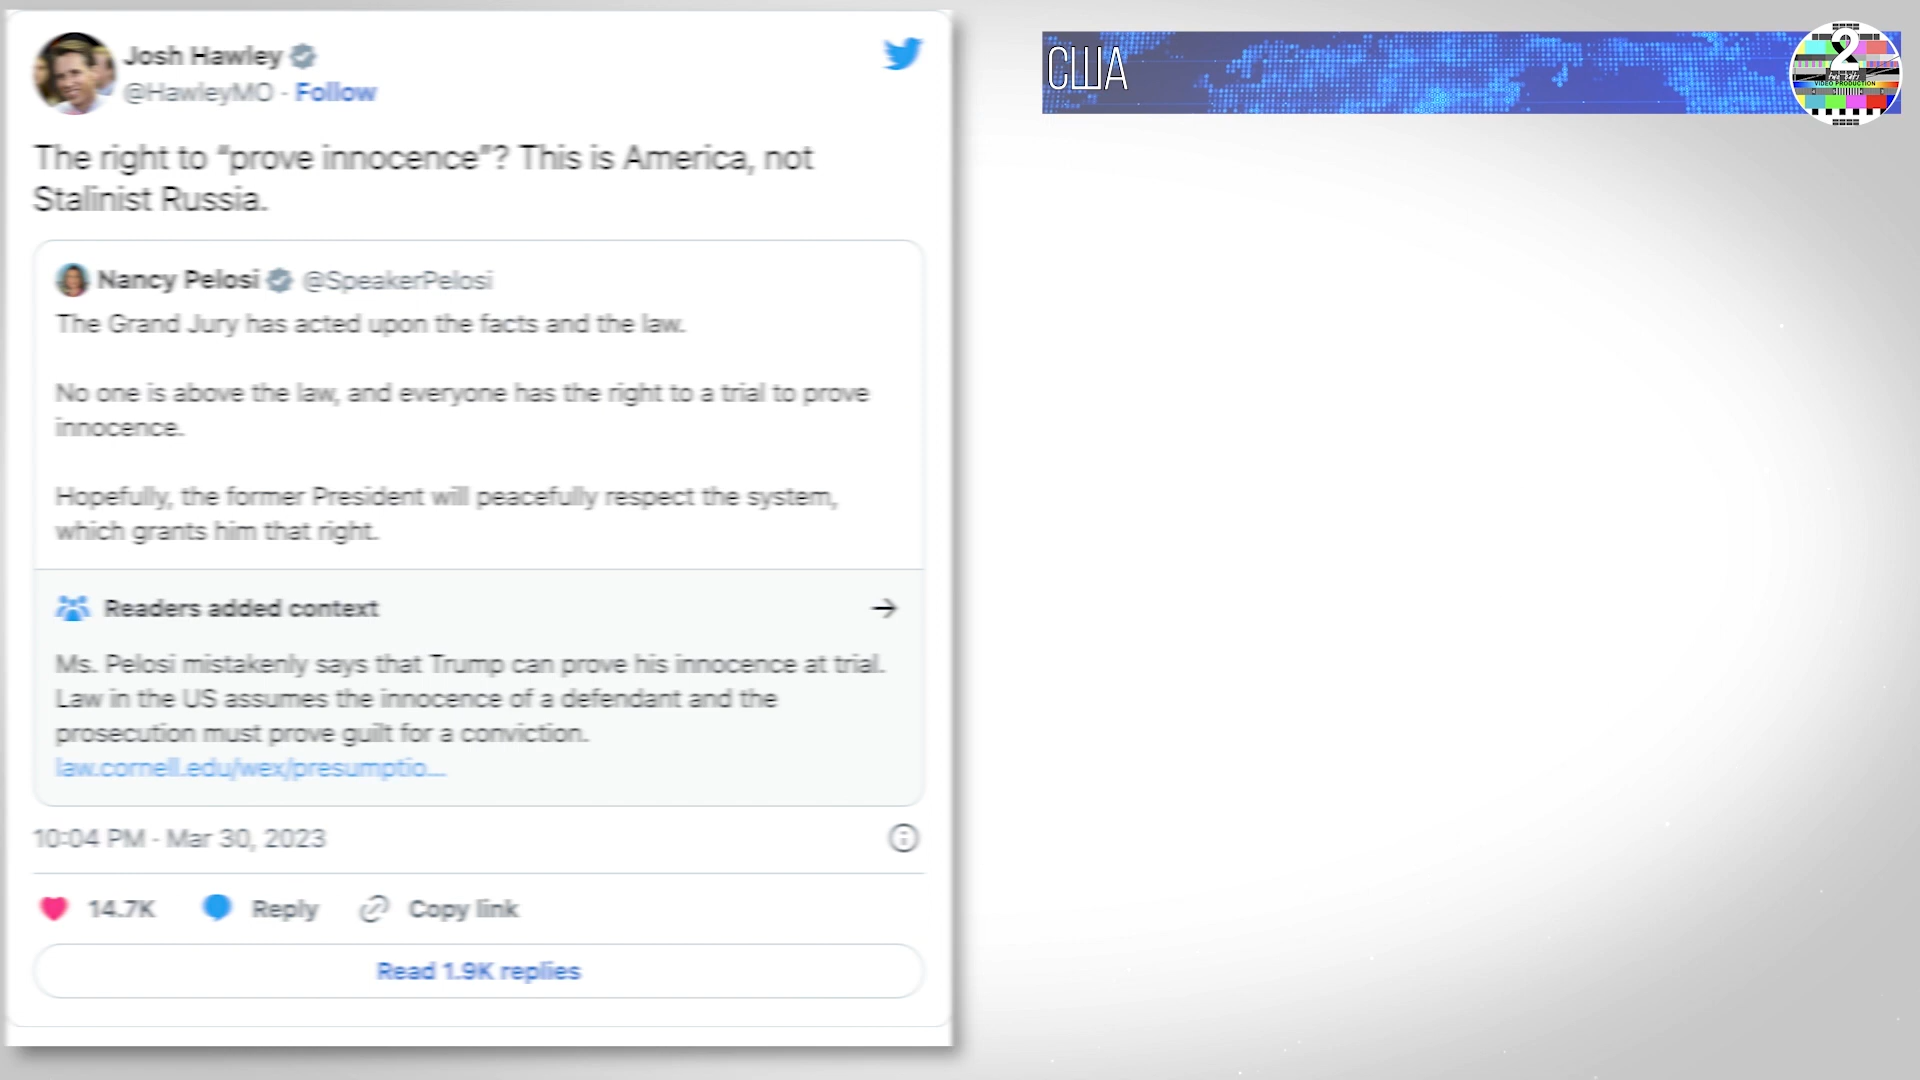 Josh Hawley
@HawleyMO · Follow
The right to “prove innocence”? This is America, not
Stalinist Russia.
Nancy Pelosi @SpeakerPelosi
The Grand Jury has acted upon the facts and the law.
No one is above the law, and everyone has the right to a trial to prove
innocence.
Hopefully, the former President will peacefully respect the system,
which grants him that right.
Readers added context
Ms. Pelosi mistakenly says that Trump can prove his innocence at trial.
Law in the US assumes the innocence of a defendant and the
prosecution must prove guilt for a conviction.
law.cornell.edu/wex/presumptio…
10:04 PM · Mar 30, 2023
14.7K Reply Copy link
Read 1.9K replies
США
2
VIDEO PRODUCTION